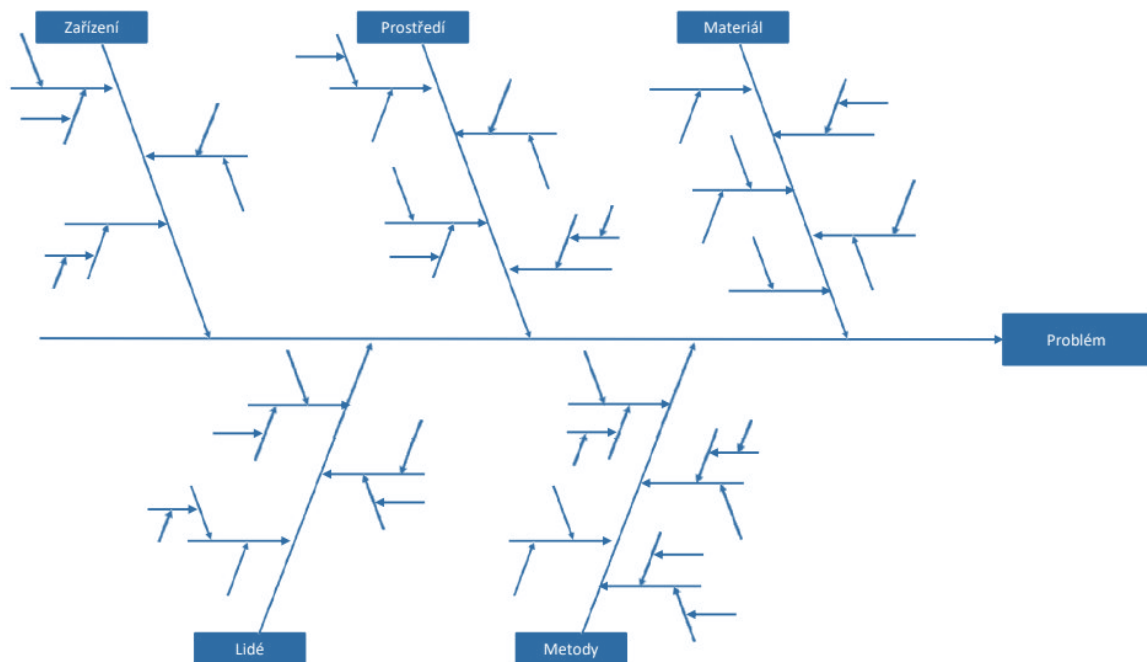 Zařízení
Prostředí
Materiál
Problém
Lidé
Metody